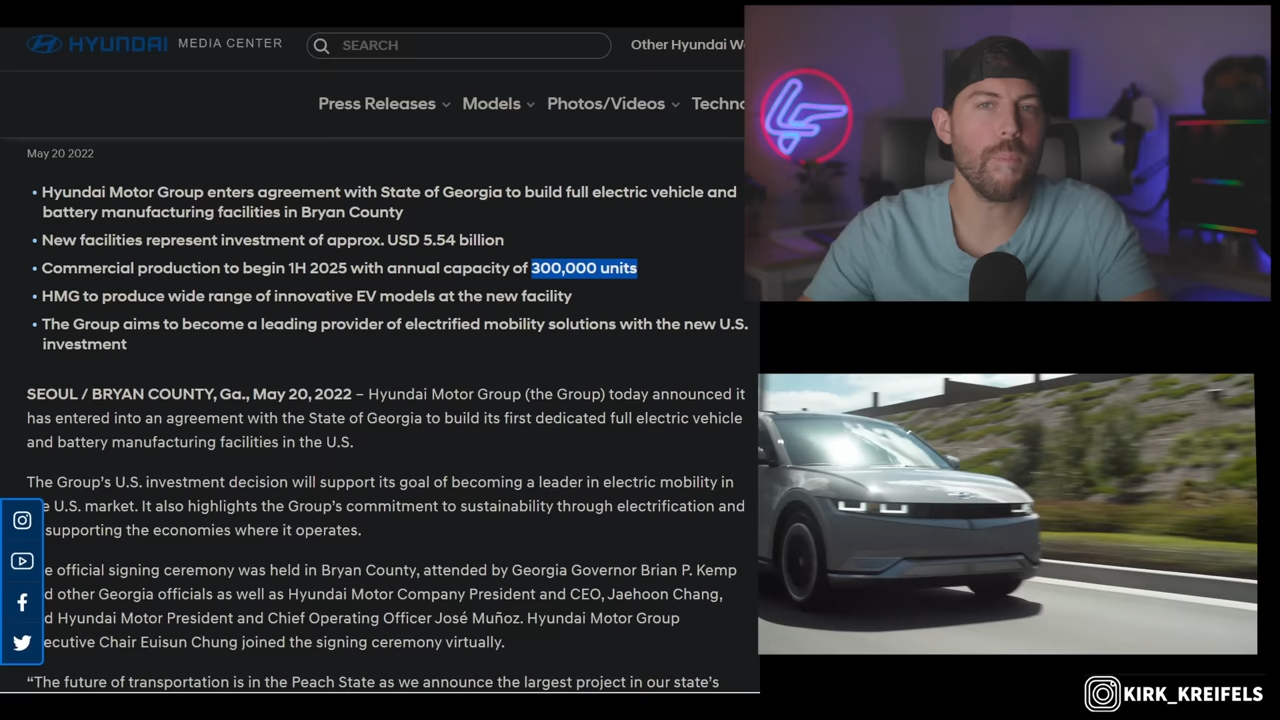 HYUNDAI MEDIA CENTER
SEARCH
Other Hyundai
Press Releases Models Photos/Videos
May 20 2022
• Hyundai Motor Group enters agreement with State of Georgia to build full electric vehicle and
battery manufacturing facilities in Bryan County
• New facilities represent investment of approx. USD 5.54 billion
• Commercial production to begin 1H 2025 with annual capacity of 300,000 units
• HMG to produce wide range of innovative EV models at the new facility
• The Group aims to become a leading provider of electrified mobility solutions with the new U.S.
investment
SEOUL / BRYAN COUNTY, Ga., May 20, 2022 – Hyundai Motor Group (the Group) today announced it
has entered into an agreement with the State of Georgia to build its first dedicated full electric vehicle
and battery manufacturing facilities in the U.S.
The Group's U.S. investment decision will support its goal of becoming a leader in electric mobility in
U.S. market. It also highlights the Group's commitment to sustainability through electrification and
supporting the economies where it operates.
official signing ceremony was held in Bryan County, attended by Georgia Governor Brian P. Kemp
other Georgia officials as well as Hyundai Motor Company President and CEO, Jaehoon Chang,
Hyundai Motor President and Chief Operating Officer José Muñoz. Hyundai Motor Group
Chair Euisun Chung joined the signing ceremony virtually.
“The future of transportation is in the Peach State as we announce the largest project in our state’s
KIRK_KREIFELS